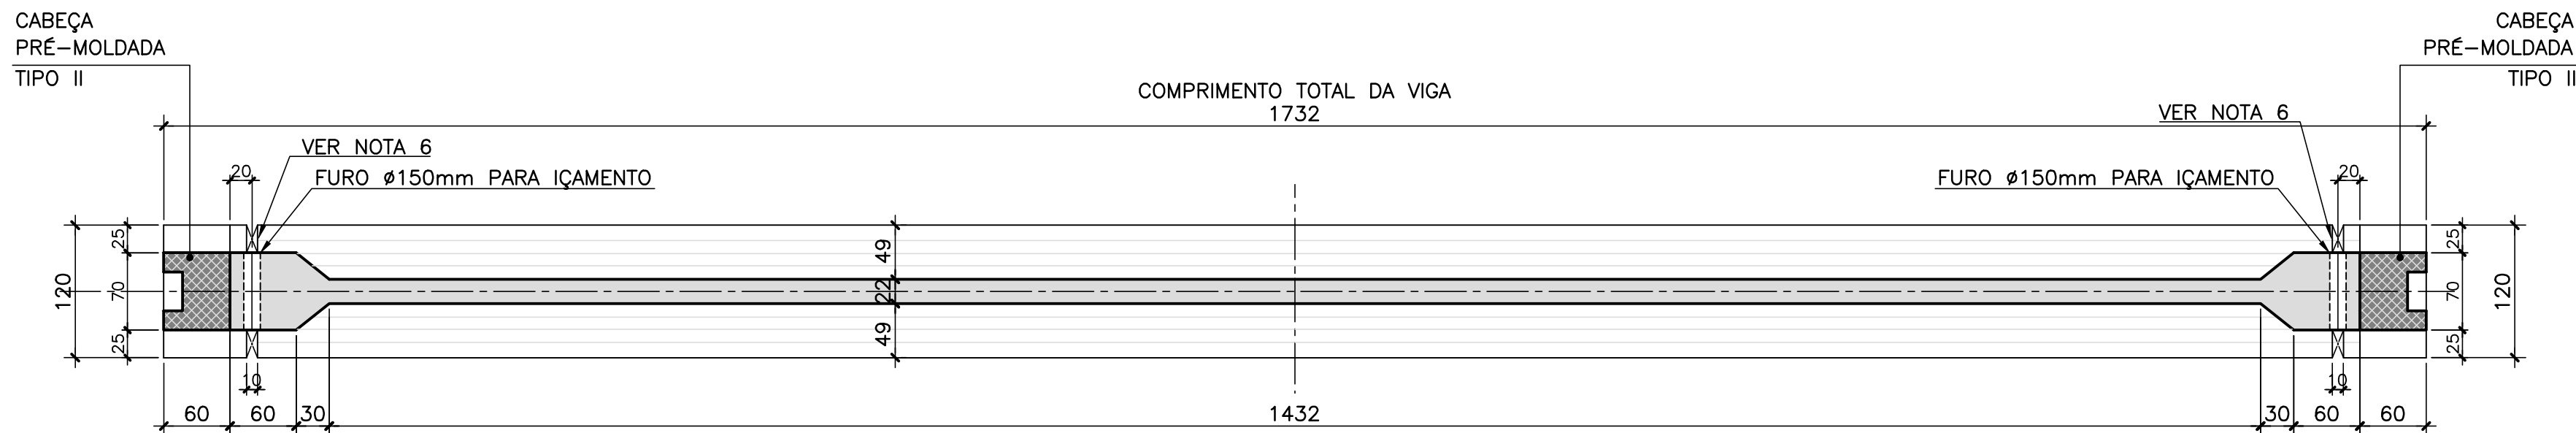 CABEÇA
PRÉ-MOLDADA
TIPO II
CABEÇA
PRÉ-MOLDADA
TIPO II
COMPRIMENTO TOTAL DA VIGA
1732
VER NOTA 6
VER NOTA 6
20
FURO ø150mm PARA IÇAMENTO
FURO ø150mm PARA IÇAMENTO
20
120
25
70
25
49
22
49
25
70
25
120
10
10
60
60
30
1432
30
60
60